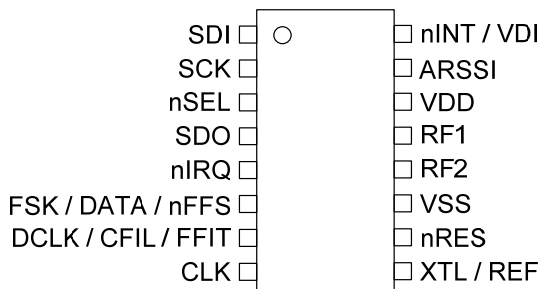 SDI
SCK
nSEL
SDO
nIRQ
FSK / DATA / nFFS
DCLK / CFIL / FFIT
CLK
nINT / VDI
ARSSI
VDD
RF1
RF2
VSS
nRES
XTL / REF